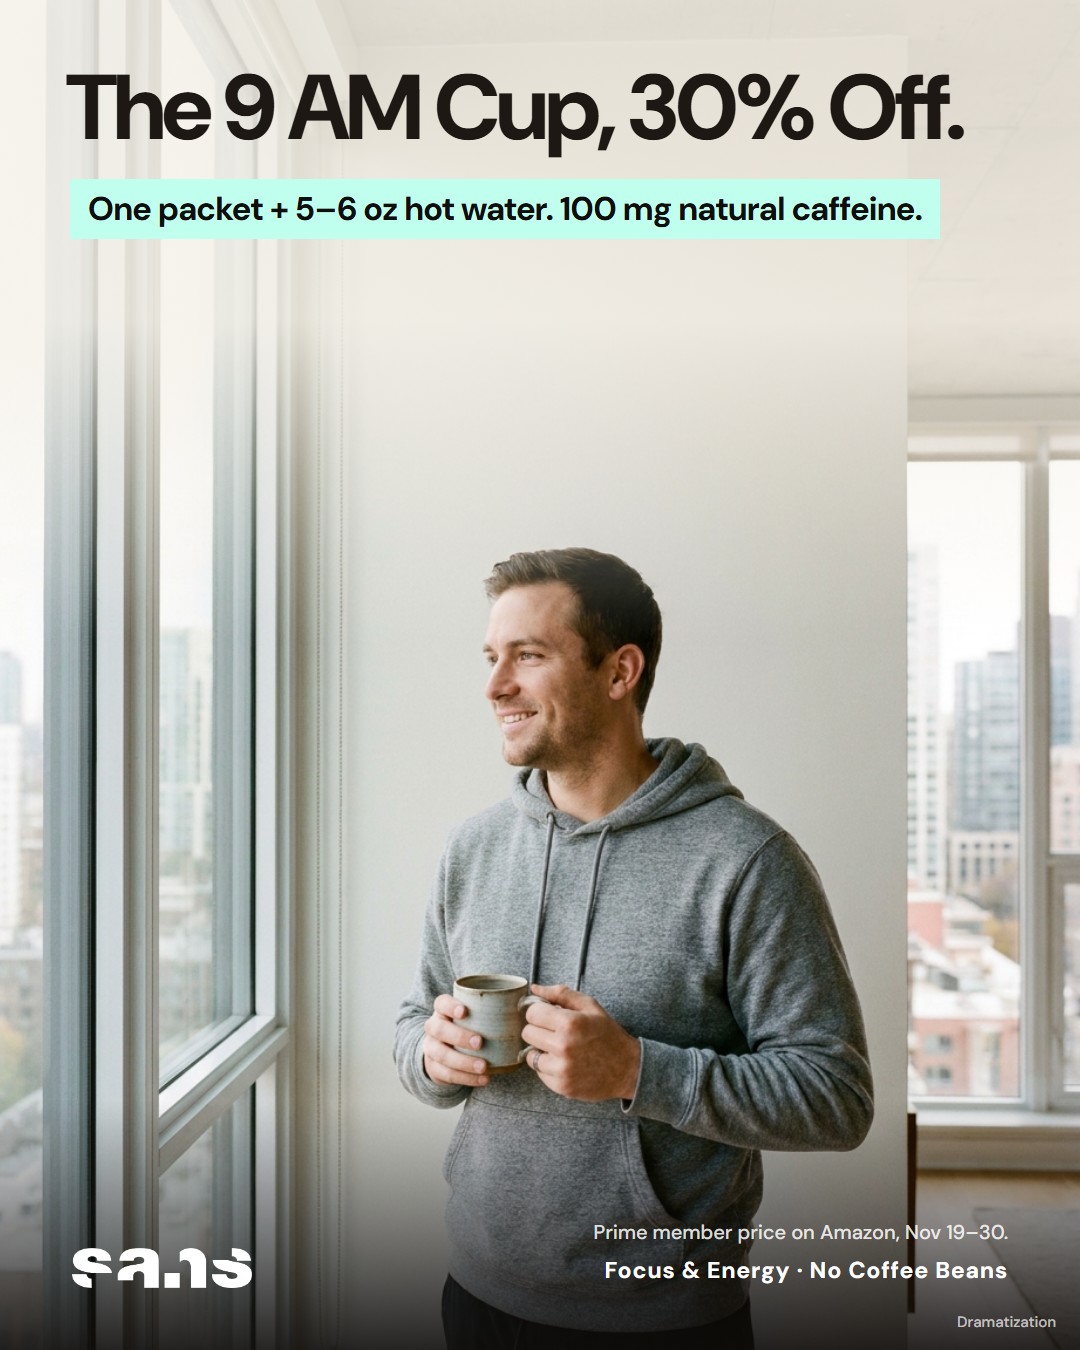 The 9 AM Cup, 30% Off.
One packet + 5–6 oz hot water. 100 mg natural caffeine.
Prime member price on Amazon, Nov 19–30.
sans
Focus & Energy · No Coffee Beans
Dramatization